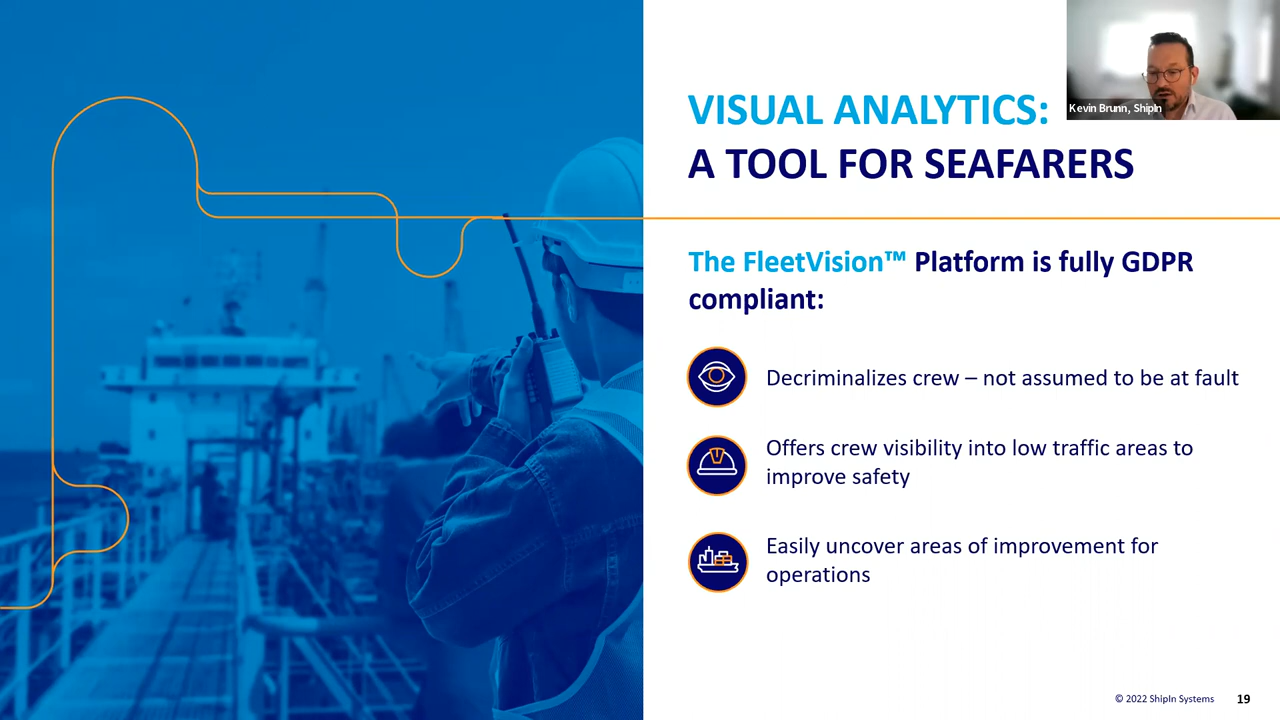 VISUAL ANALYTICS:
A TOOL FOR SEAFARERS
Kevin Brunn, ShipIn
The FleetVision™ Platform is fully GDPR
compliant:
Decriminalizes crew – not assumed to be at fault
Offers crew visibility into low traffic areas to
improve safety
Easily uncover areas of improvement for
operations
© 2022 ShipIn Systems 19